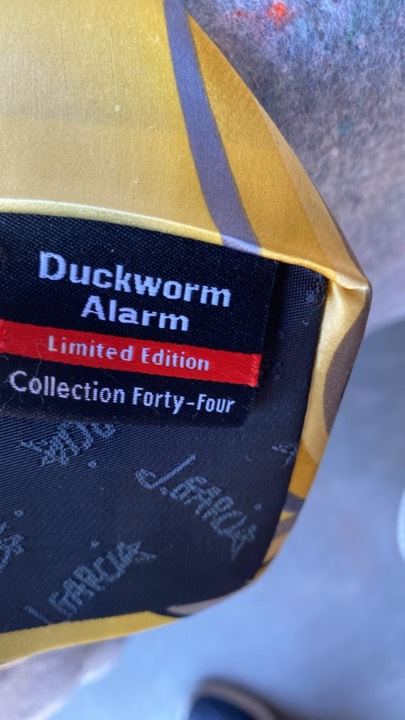 Duckworm
Alarm
Limited Edition
Collection Forty-Four
J.GARCIA
J.GARCIA